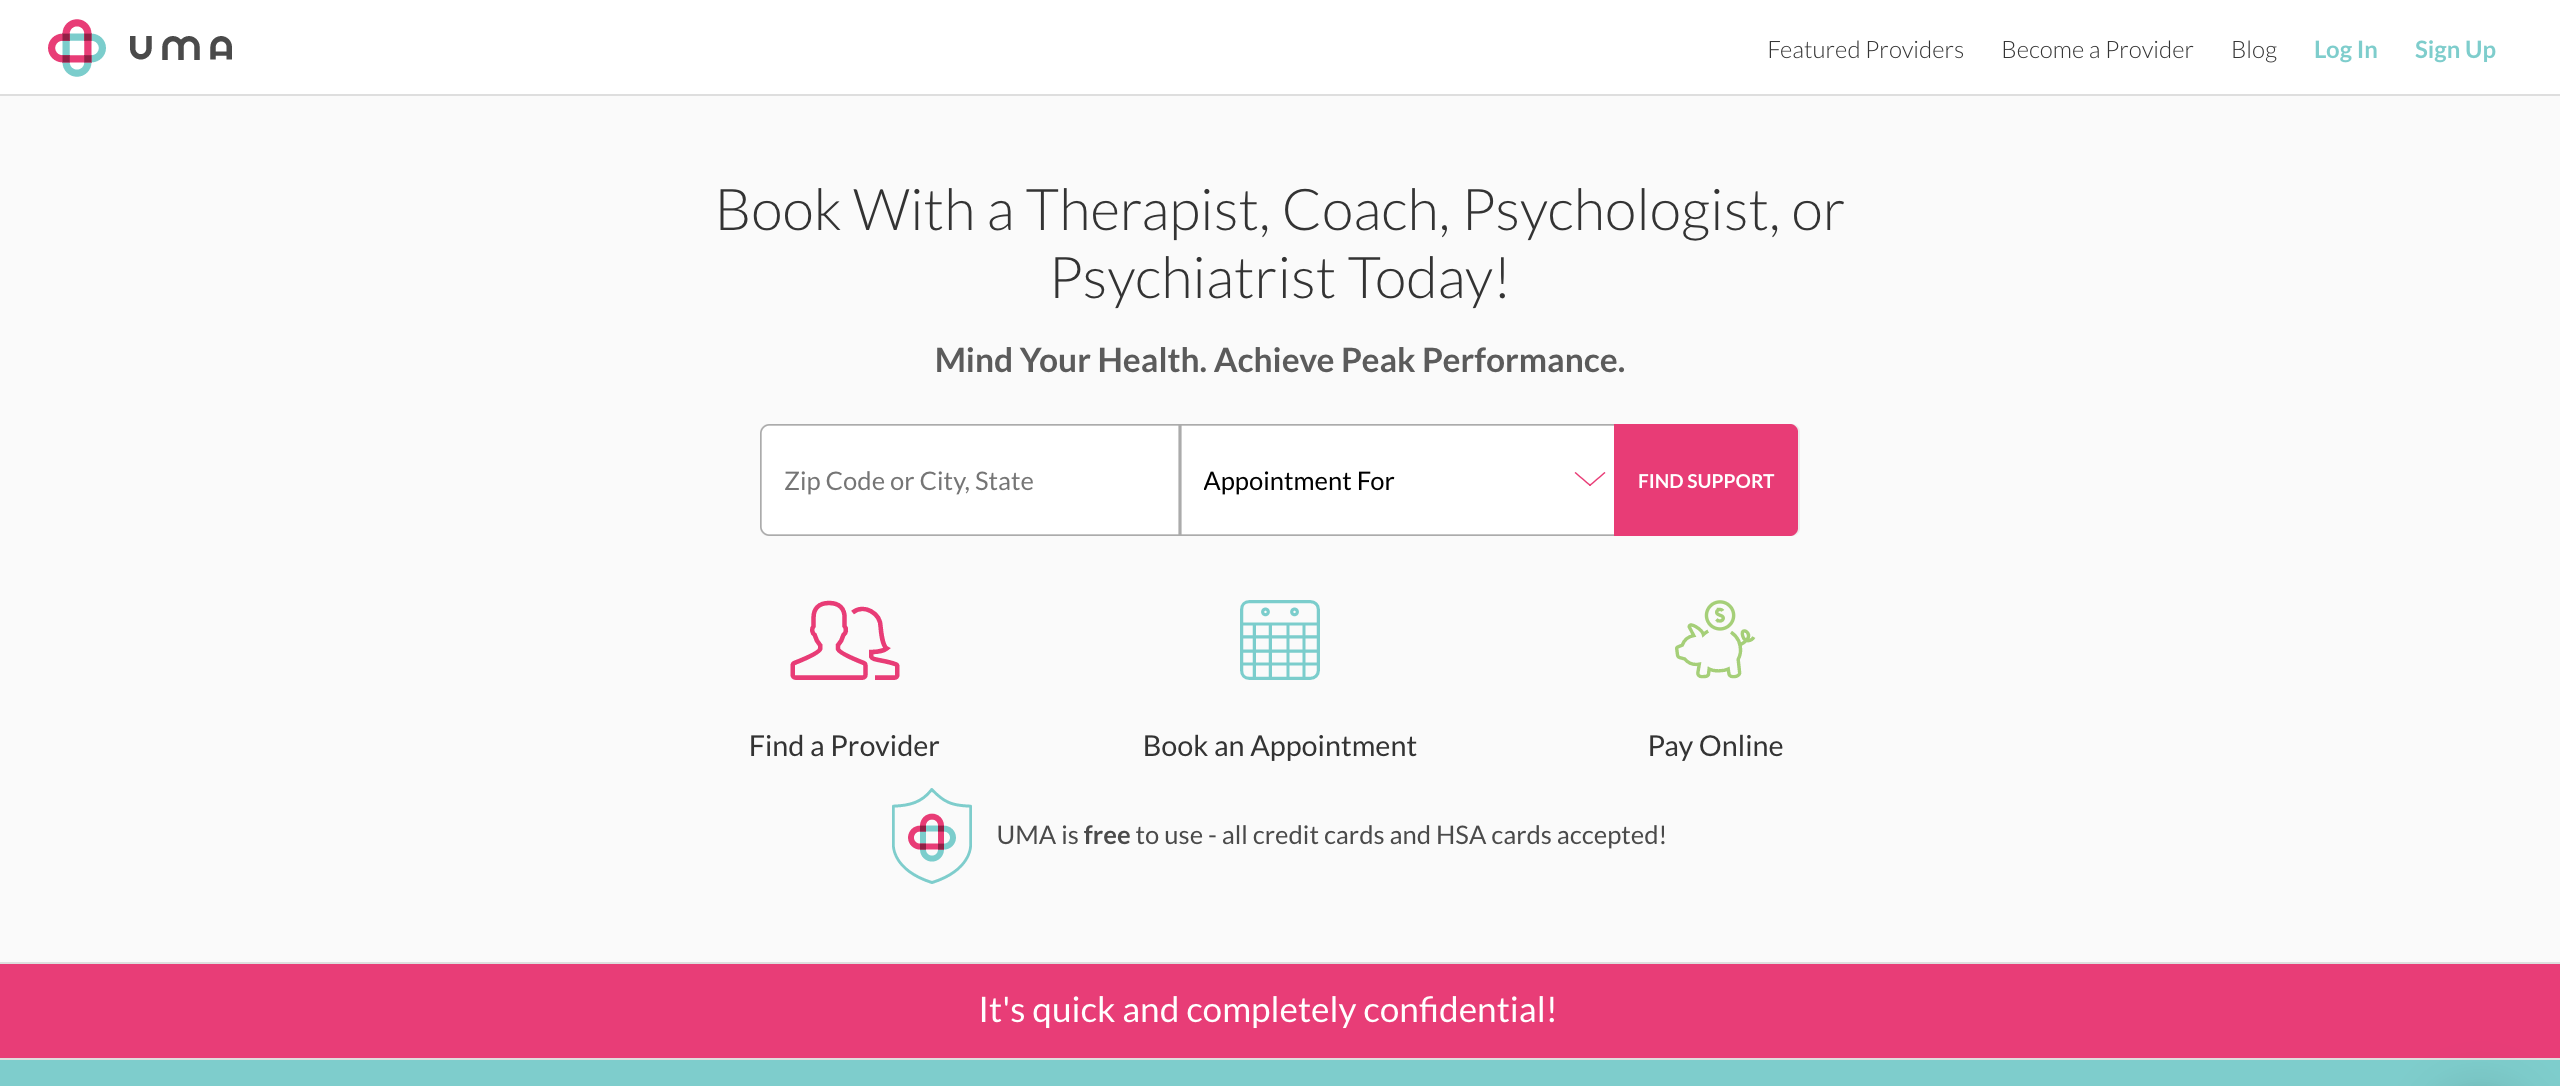 UMA
Featured Providers
Become a Provider
Blog
Log In
Sign Up
Book With a Therapist, Coach, Psychologist, or
Psychiatrist Today!
Mind Your Health. Achieve Peak Performance.
Zip Code or City, State
Appointment For
FIND SUPPORT
$
Find a Provider
Book an Appointment
Pay Online
UMA is free to use - all credit cards and HSA cards accepted!
It's quick and completely confidential!